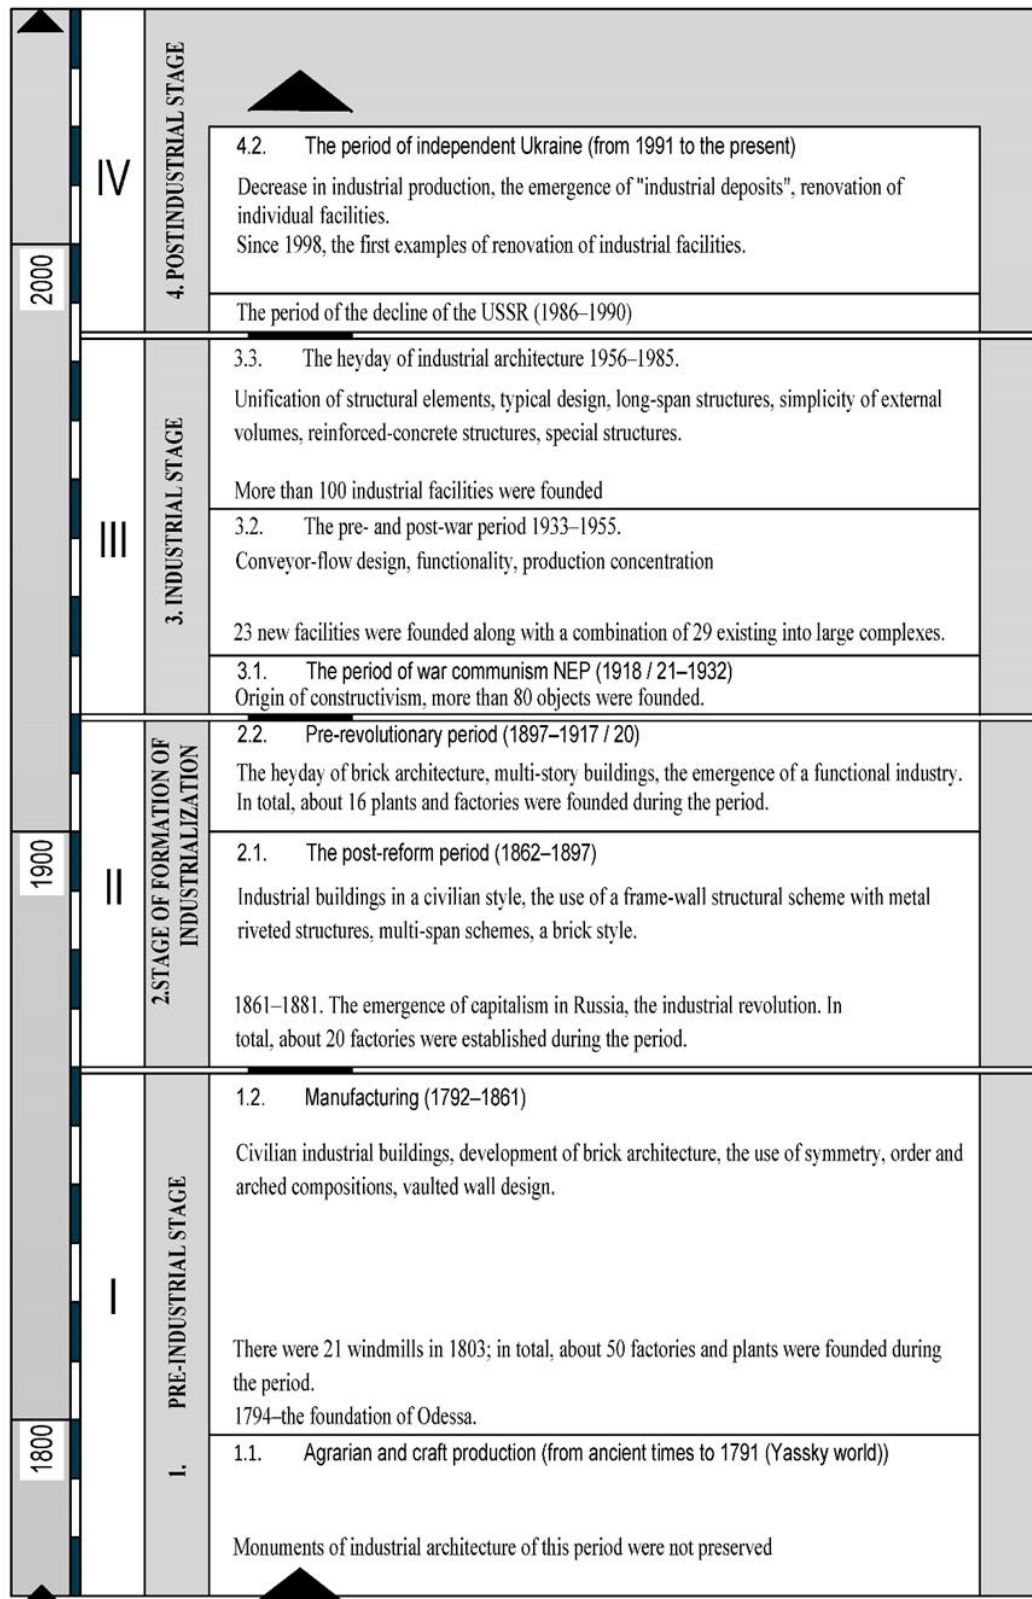 2000
1900
1800
IV
4. POSTINDUSTRIAL STAGE
4.2. The period of independent Ukraine (from 1991 to the present)
Decrease in industrial production, the emergence of "industrial deposits", renovation of
individual facilities.
Since 1998, the first examples of renovation of industrial facilities.
The period of the decline of the USSR (1986–1990)
III
3. INDUSTRIAL STAGE
3.3. The heyday of industrial architecture 1956–1985.
Unification of structural elements, typical design, long-span structures, simplicity of external
volumes, reinforced-concrete structures, special structures.
More than 100 industrial facilities were founded
3.2. The pre- and post-war period 1933–1955.
Conveyor-flow design, functionality, production concentration
23 new facilities were founded along with a combination of 29 existing into large complexes.
3.1. The period of war communism NEP (1918 / 21–1932)
Origin of constructivism, more than 80 objects were founded.
II
2.STAGE OF FORMATION OF
INDUSTRIALIZATION
2.2. Pre-revolutionary period (1897–1917 / 20)
The heyday of brick architecture, multi-story buildings, the emergence of a functional industry.
In total, about 16 plants and factories were founded during the period.
2.1. The post-reform period (1862–1897)
Industrial buildings in a civilian style, the use of a frame-wall structural scheme with metal
riveted structures, multi-span schemes, a brick style.
1861–1881. The emergence of capitalism in Russia, the industrial revolution. In
total, about 20 factories were established during the period.
I
1. PRE-INDUSTRIAL STAGE
1.2. Manufacturing (1792–1861)
Civilian industrial buildings, development of brick architecture, the use of symmetry, order and
arched compositions, vaulted wall design.
There were 21 windmills in 1803; in total, about 50 factories and plants were founded during
the period.
1794–the foundation of Odessa.
1.1. Agrarian and craft production (from ancient times to 1791 (Yassky world))
Monuments of industrial architecture of this period were not preserved